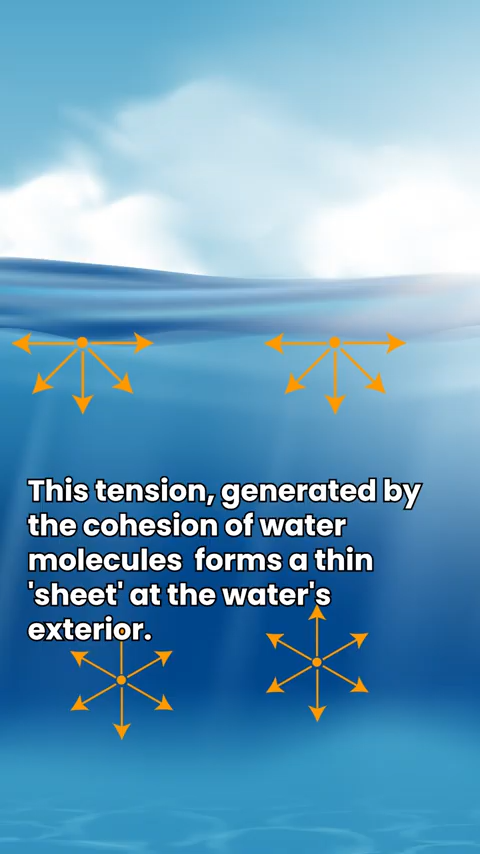 This tension, generated by
the cohesion of water
molecules  forms a thin
'sheet' at the water's
exterior.